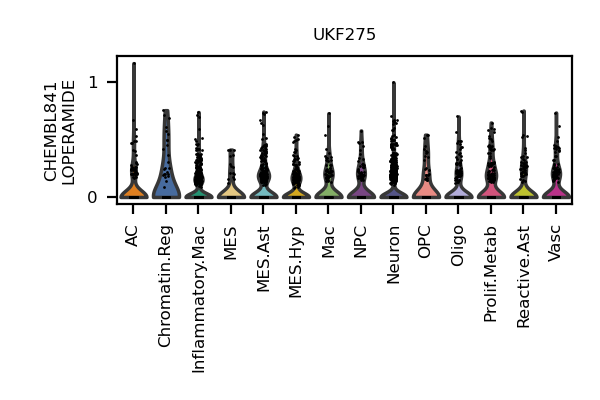 UKF275
CHEMBL841
LOPERAMIDE
1
0
AC
Chromatin.Reg
Inflammatory.Mac
MES
MES.Ast
MES.Hyp
Mac
NPC
Neuron
OPC
Oligo
Prolif.Metab
Reactive.Ast
Vasc